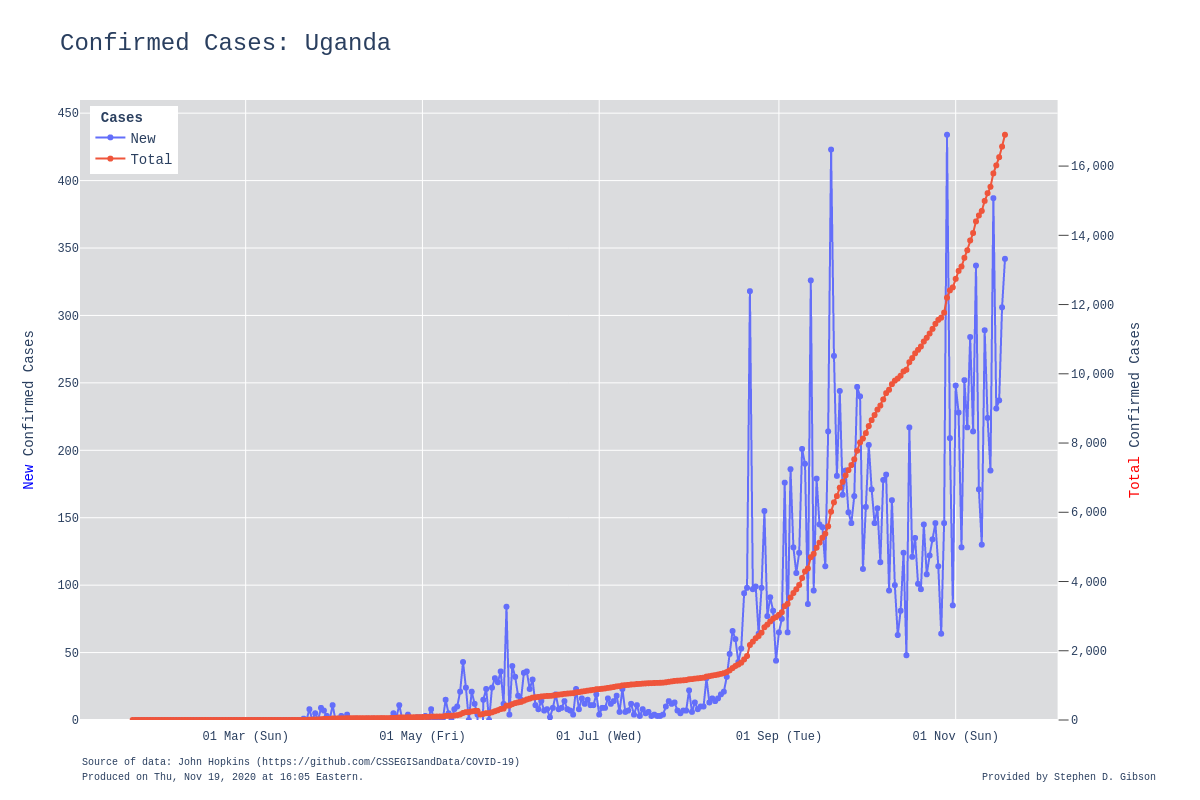 Confirmed Cases: Uganda
Cases
New
Total
450
400
350
300
250
200
150
100
50
0
16,000
14,000
12,000
10,000
8,000
6,000
4,000
2,000
0
New Confirmed Cases
Total Confirmed Cases
01 Mar (Sun)
01 May (Fri)
01 Jul (Wed)
01 Sep (Tue)
01 Nov (Sun)
Source of data: John Hopkins (https://github.com/CSSEGISandData/COVID-19)
Produced on Thu, Nov 19, 2020 at 16:05 Eastern.
Provided by Stephen D. Gibson